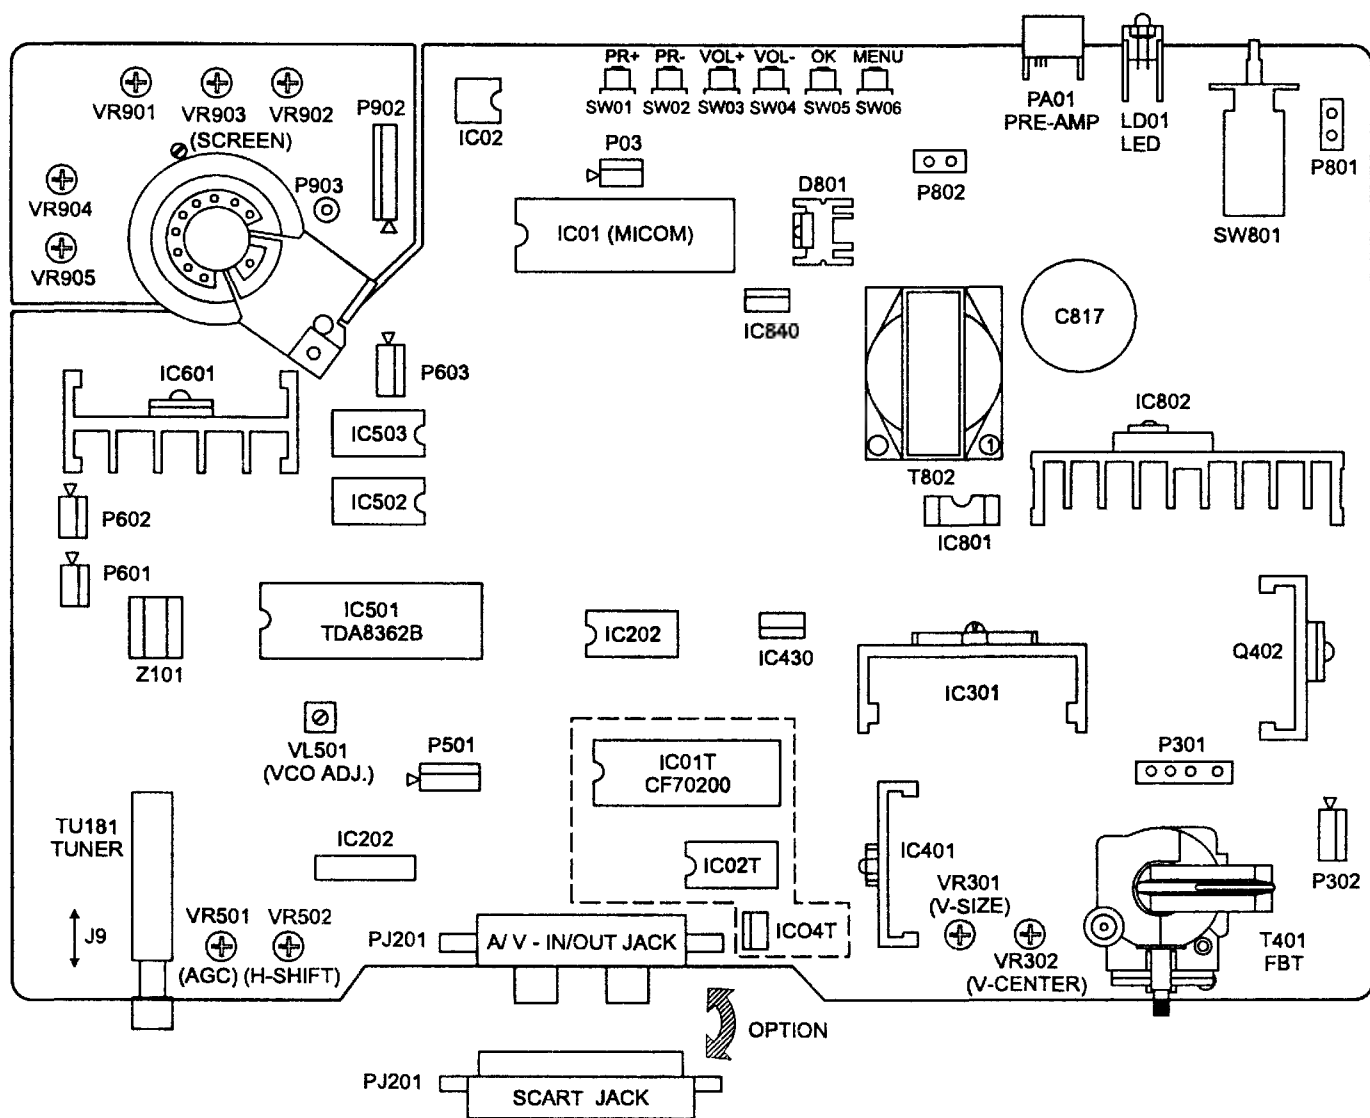 PR+ PR- VOL+ VOL- OK MENU
SW01 SW02 SW03 SW04 SW05 SW06
VR901
VR903
(SCREEN)
VR902
P902
IC02
PA01
PRE-AMP
LD01
LED
SW801
P801
P802
P03
D801
IC01 (MICOM)
VR904
VR905
P903
IC840
C817
T802
1
IC802
IC801
IC601
P603
IC503
IC502
P602
P601
Z101
IC501
TDA8362B
IC202
IC430
IC301
Q402
VL501
(VCO ADJ.)
P501
IC01T
CF70200
P301
TU181
TUNER
IC202
IC02T
IC401
VR301
(V-SIZE)
P302
J9
VR501
(AGC)
VR502
(H-SHIFT)
PJ201
A/ V - IN/OUT JACK
ICO4T
VR302
(V-CENTER)
T401
FBT
OPTION
PJ201
SCART JACK